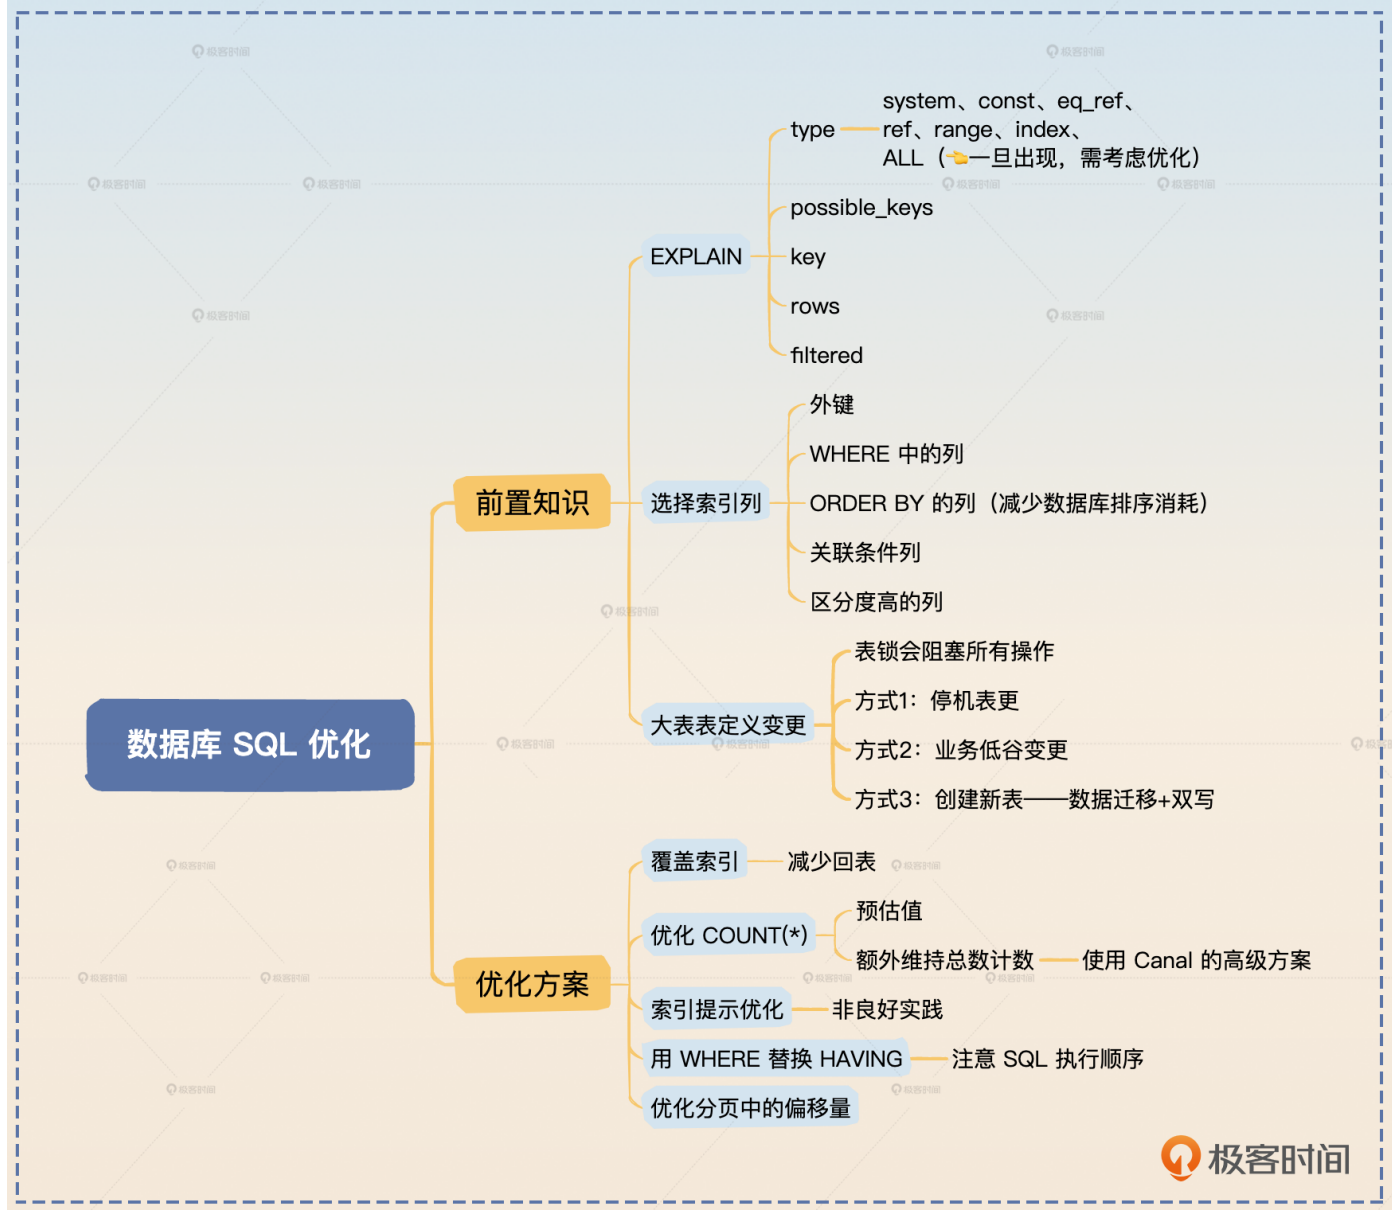 数据库 SQL 优化
前置知识
EXPLAIN
type
system、const、eq_ref、
ref、range、index、
ALL（👈一旦出现，需考虑优化）
possible_keys
key
rows
filtered
选择索引列
外键
WHERE 中的列
ORDER BY 的列（减少数据库排序消耗）
关联条件列
区分度高的列
大表表定义变更
表锁会阻塞所有操作
方式1：停机表更
方式2：业务低谷变更
方式3：创建新表——数据迁移+双写
优化方案
覆盖索引
减少回表
优化 COUNT(*)
预估值
额外维持总数计数
使用 Canal 的高级方案
索引提示优化
非良好实践
用 WHERE 替换 HAVING
注意 SQL 执行顺序
优化分页中的偏移量
极客时间